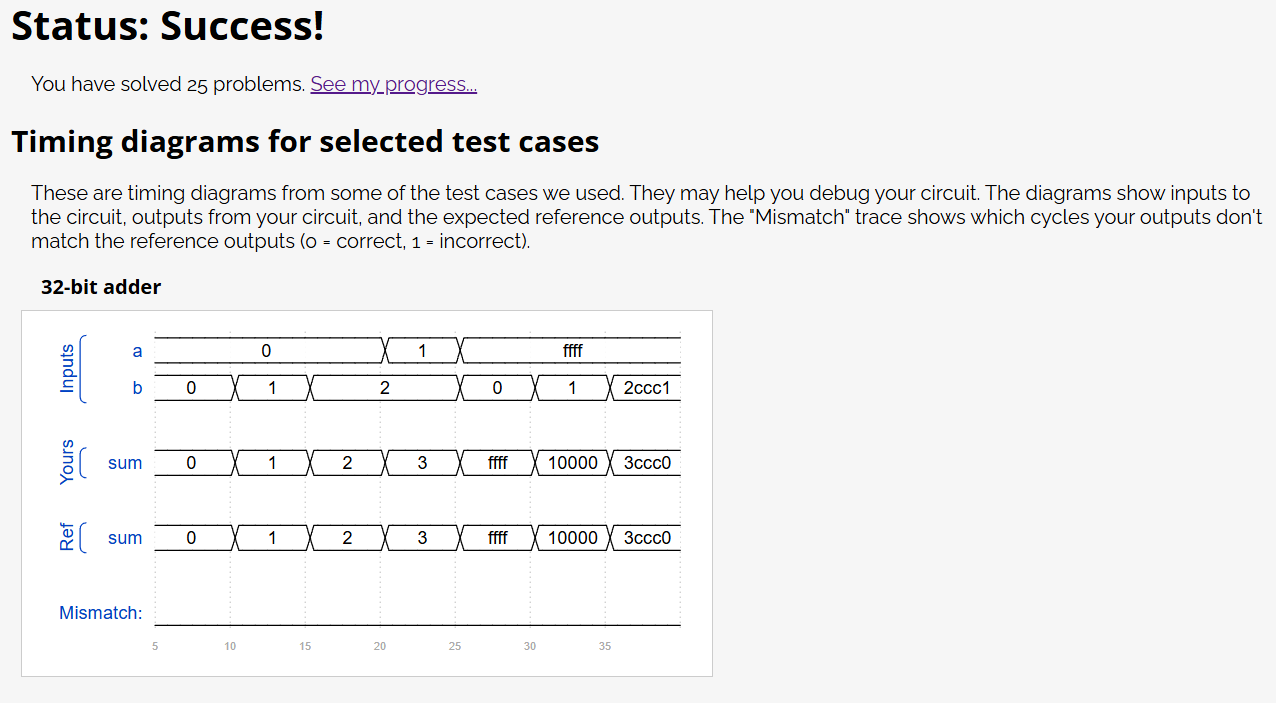 Status: Success!
You have solved 25 problems. See my progress...
Timing diagrams for selected test cases
These are timing diagrams from some of the test cases we used. They may help you debug your circuit. The diagrams show inputs to
the circuit, outputs from your circuit, and the expected reference outputs. The "Mismatch" trace shows which cycles your outputs don't
match the reference outputs (0 = correct, 1 = incorrect).
32-bit adder
Inputs
a 0 1 ffff
b 0 1 2 0 1 2ccc1
Yours
sum 0 1 2 3 ffff 10000 3ccc0
Ref
sum 0 1 2 3 ffff 10000 3ccc0
Mismatch:
5 10 15 20 25 30 35